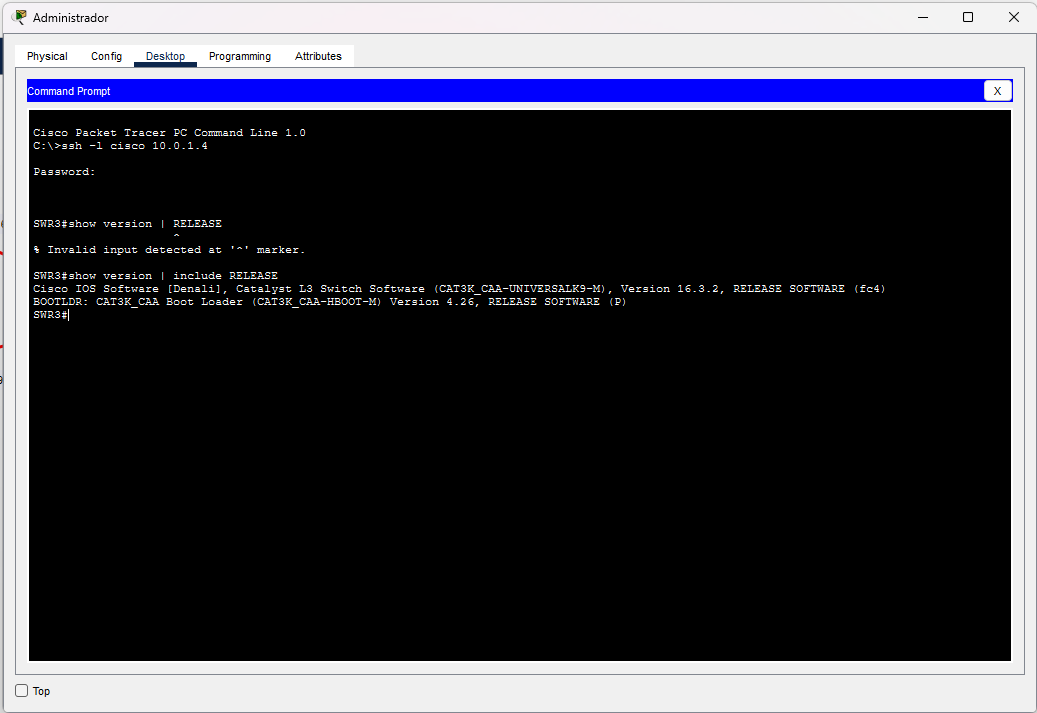 Administrador
Physical Config Desktop Programming Attributes
Command Prompt X
Cisco Packet Tracer PC Command Line 1.0
C:\>ssh -l cisco 10.0.1.4
Password:
SWR3#show version | RELEASE
^
% Invalid input detected at '^' marker.
SWR3#show version | include RELEASE
Cisco IOS Software [Denali], Catalyst L3 Switch Software (CAT3K_CAA-UNIVERSALK9-M), Version 16.3.2, RELEASE SOFTWARE (fc4)
BOOTLDR: CAT3K_CAA Boot Loader (CAT3K_CAA-HBOOT-M) Version 4.26, RELEASE SOFTWARE (P)
SWR3#
Top